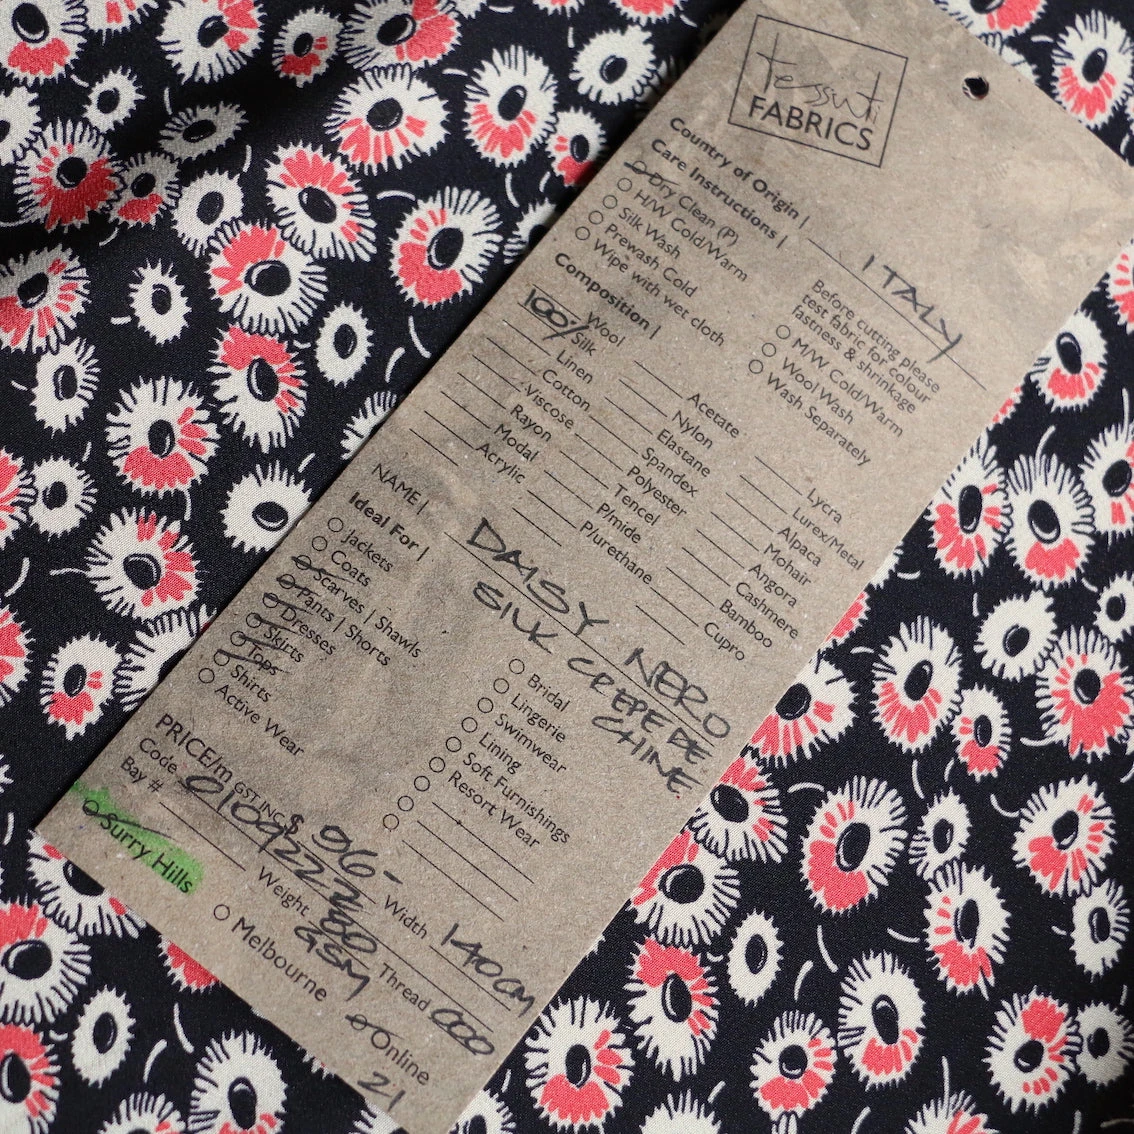 tessuti
FABRICS
Country of Origin | ITALY
Care Instructions |
Dry Clean (P)
H/W Cold/Warm
Silk Wash
Prewash Cold
Wipe with wet cloth
Before cutting please
test fabric for colour
fastness & shrinkage
M/W Cold/Warm
Wool Wash
Wash Separately
Composition |
Wool
100% Silk
Linen
Cotton
Viscose
Rayon
Modal
Acrylic
Acetate
Nylon
Elastane
Spandex
Polyester
Tencel
P/mide
P/urethane
Lycra
Lurex/Metal
Alpaca
Mohair
Angora
Cashmere
Bamboo
Cupro
NAME | DAISY NERO
SILK CREPE DE
CHINE
Ideal For |
Jackets
Coats
Scarves | Shawls
Pants | Shorts
Dresses
Skirts
Tops
Shirts
Active Wear
Bridal
Lingerie
Swimwear
Lining
Soft Furnishings
Resort Wear
PRICE/m GST INC $ 96-
Code 0109222
Bay #
Width 140cm
Weight
GSM
Thread 000
Surry Hills
Melbourne
Online
21